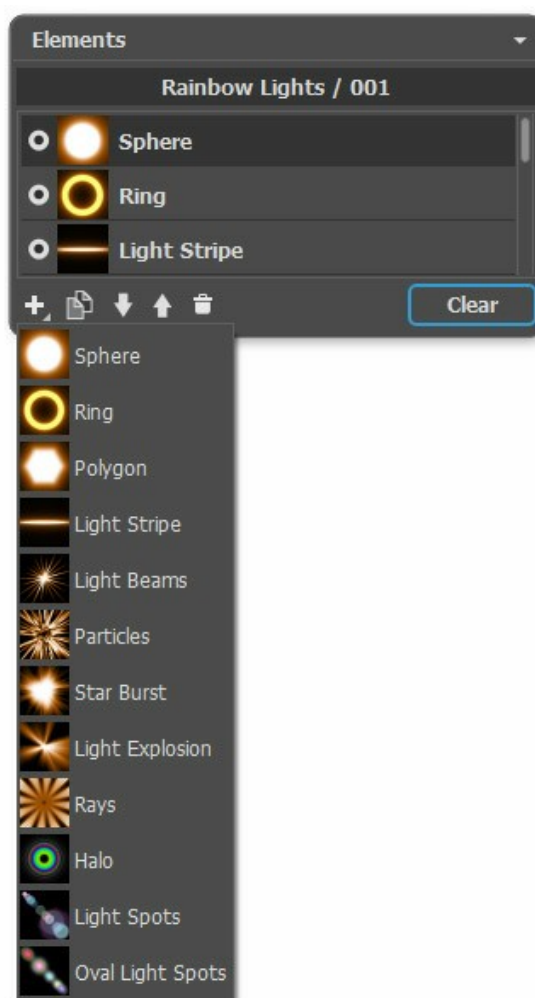 Elements
Rainbow Lights / 001
Sphere
Ring
Light Stripe
Clear
Sphere
Ring
Polygon
Light Stripe
Light Beams
Particles
Star Burst
Light Explosion
Rays
Halo
Light Spots
Oval Light Spots